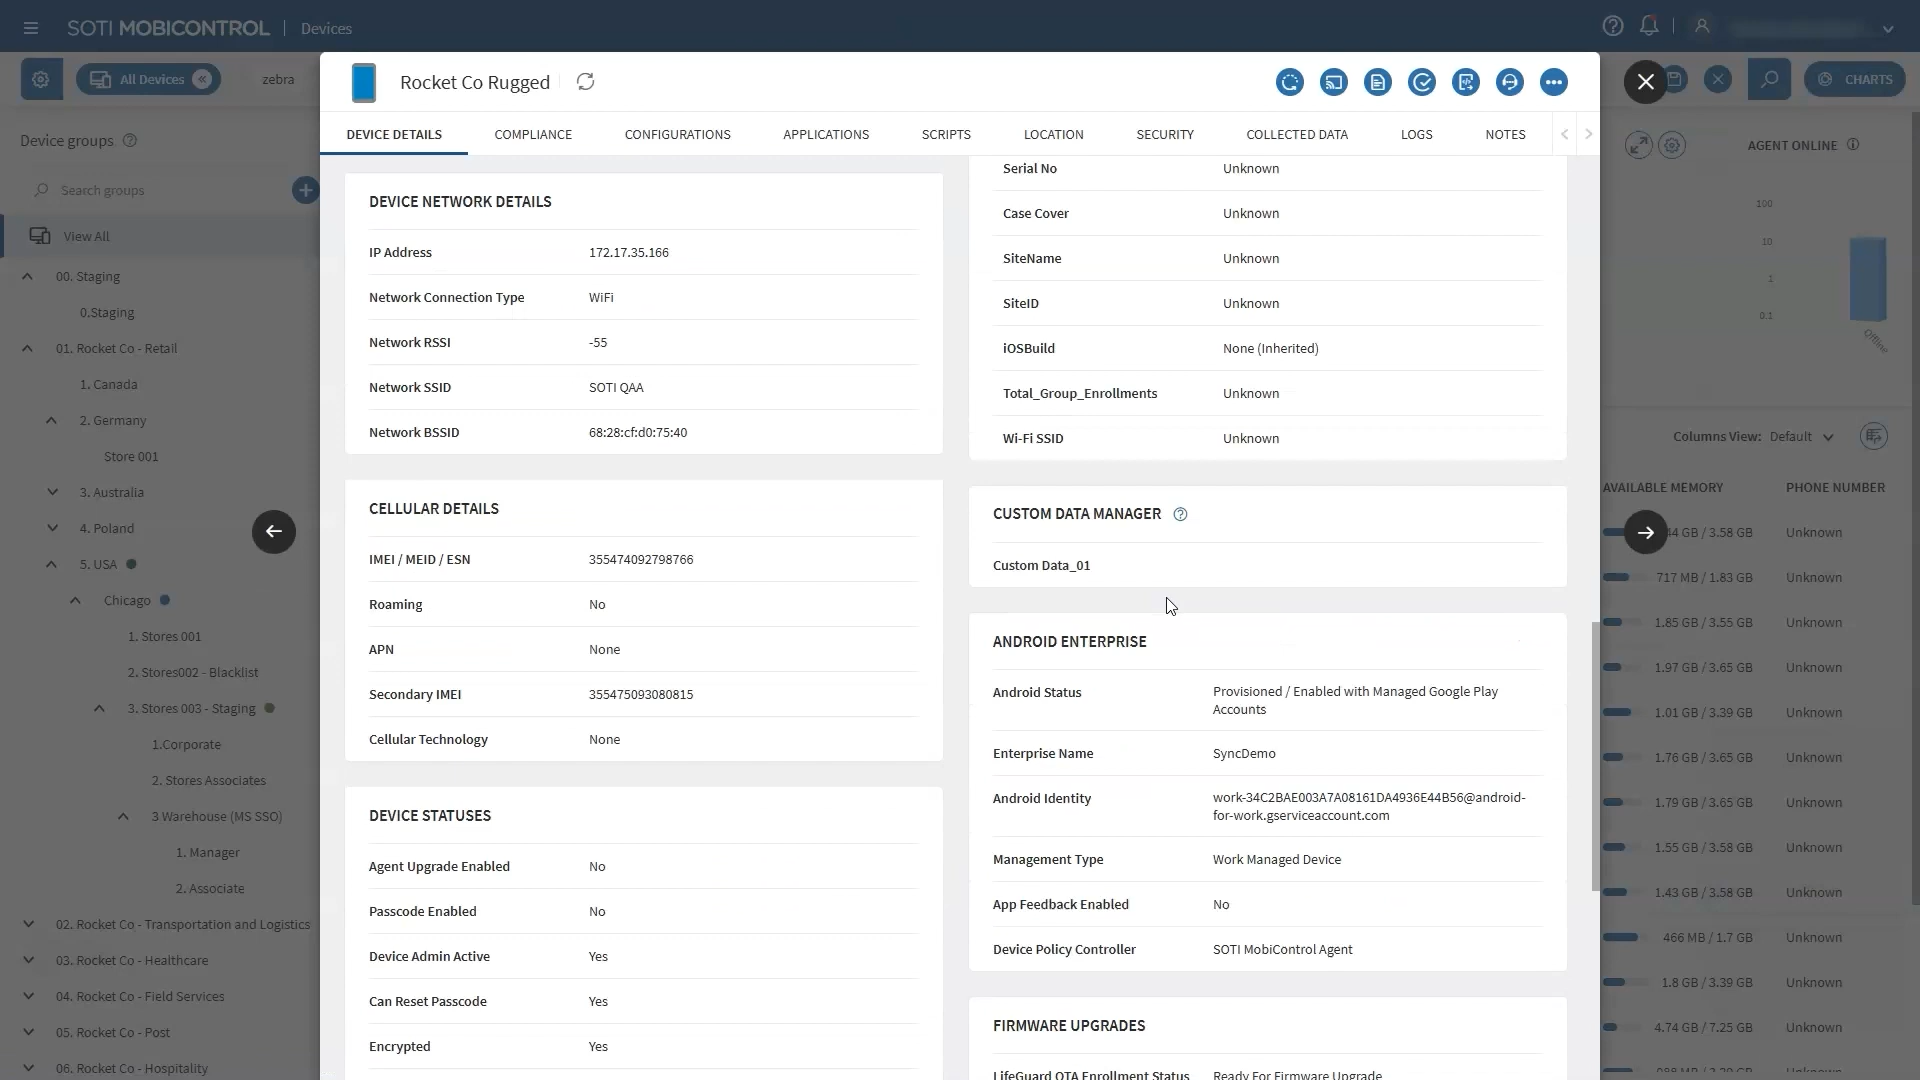 SOTI MOBICONTROL | Devices
All Devices
zebra
CHARTS
Device groups
Search groups
View All
00. Staging
0.Staging
01. Rocket Co - Retail
1. Canada
2. Germany
Store 001
3. Australia
4. Poland
5. USA
Chicago
1. Stores 001
2. Stores002 - Blacklist
3. Stores 003 - Staging
1.Corporate
2. Stores Associates
3 Warehouse (MS SSO)
1. Manager
2. Associate
02. Rocket Co - Transportation and Logistics
03. Rocket Co - Healthcare
04. Rocket Co - Field Services
05. Rocket Co - Post
06. Rocket Co - Hospitality
Rocket Co Rugged
DEVICE DETAILS COMPLIANCE CONFIGURATIONS APPLICATIONS SCRIPTS LOCATION SECURITY COLLECTED DATA LOGS NOTES
DEVICE NETWORK DETAILS
IP Address 172.17.35.166
Network Connection Type WiFi
Network RSSI -55
Network SSID SOTI QAA
Network BSSID 68:28:cf:d0:75:40
CELLULAR DETAILS
IMEI / MEID / ESN 355474092798766
Roaming No
APN None
Secondary IMEI 355475093080815
Cellular Technology None
DEVICE STATUSES
Agent Upgrade Enabled No
Passcode Enabled No
Device Admin Active Yes
Can Reset Passcode Yes
Encrypted Yes
Serial No Unknown
Case Cover Unknown
SiteName Unknown
SiteID Unknown
iOSBuild None (Inherited)
Total_Group_Enrollments Unknown
Wi-Fi SSID Unknown
CUSTOM DATA MANAGER
Custom Data_01
ANDROID ENTERPRISE
Android Status Provisioned / Enabled with Managed Google Play
Accounts
Enterprise Name SyncDemo
Android Identity work-34C2BAE003A7A08161DA4936E44B56@android-
for-work.gserviceaccount.com
Management Type Work Managed Device
App Feedback Enabled No
Device Policy Controller SOTI MobiControl Agent
FIRMWARE UPGRADES
LifeGuard OTA Enrollment Status Ready For Firmware Upgrade
AGENT ONLINE
100
10
1
0.1
Offline
Columns View: Default
AVAILABLE MEMORY PHONE NUMBER
44 GB / 3.58 GB Unknown
717 MB / 1.83 GB Unknown
1.85 GB / 3.55 GB Unknown
1.97 GB / 3.65 GB Unknown
1.01 GB / 3.39 GB Unknown
1.76 GB / 3.65 GB Unknown
1.79 GB / 3.65 GB Unknown
1.55 GB / 3.58 GB Unknown
1.43 GB / 3.58 GB Unknown
466 MB / 1.7 GB Unknown
1.8 GB / 3.39 GB Unknown
4.74 GB / 7.25 GB Unknown